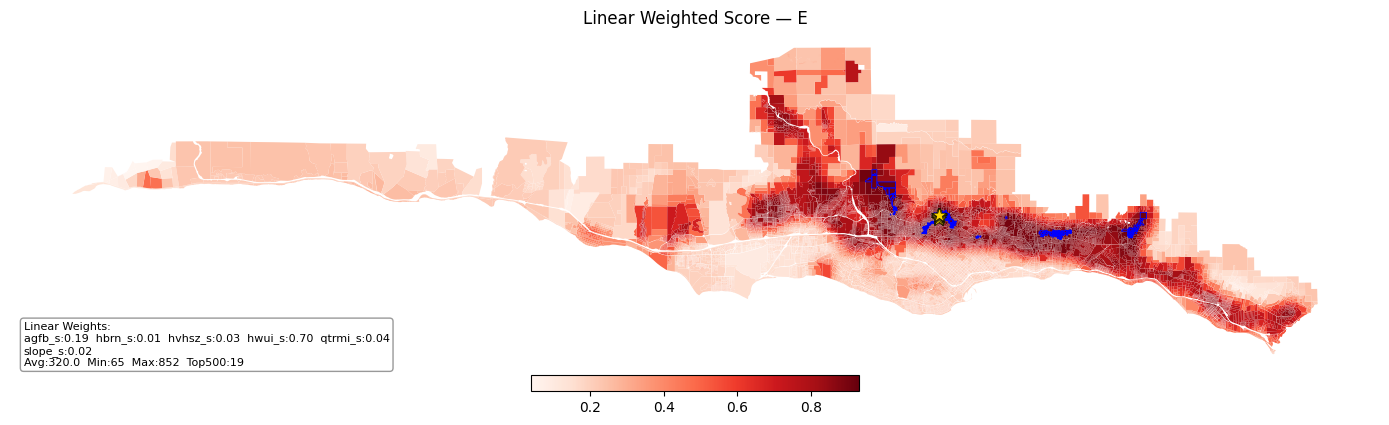 Linear Weighted Score — E
Linear Weights:
agfb_s:0.19  hbrn_s:0.01  hvhsz_s:0.03  hwui_s:0.70  qtrmi_s:0.04
slope_s:0.02
Avg:320.0  Min:65  Max:852  Top500:19
0.2 0.4 0.6 0.8